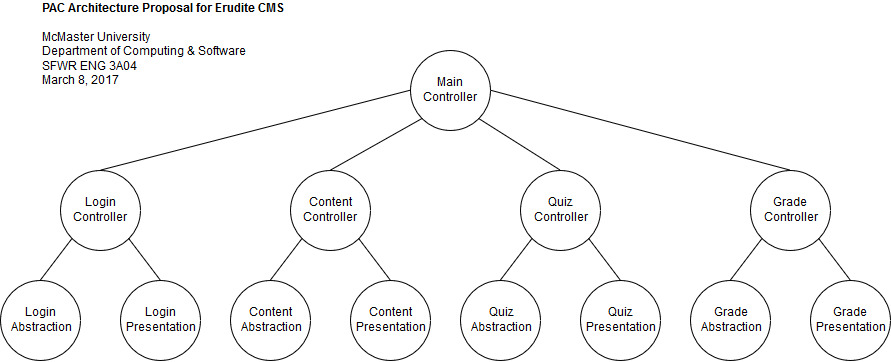 PAC Architecture Proposal for Erudite CMS
McMaster University
Department of Computing & Software
SFWR ENG 3A04
March 8, 2017
Main
Controller
Login
Controller
Content
Controller
Quiz
Controller
Grade
Controller
Login
Abstraction
Login
Presentation
Content
Abstraction
Content
Presentation
Quiz
Abstraction
Quiz
Presentation
Grade
Abstraction
Grade
Presentation